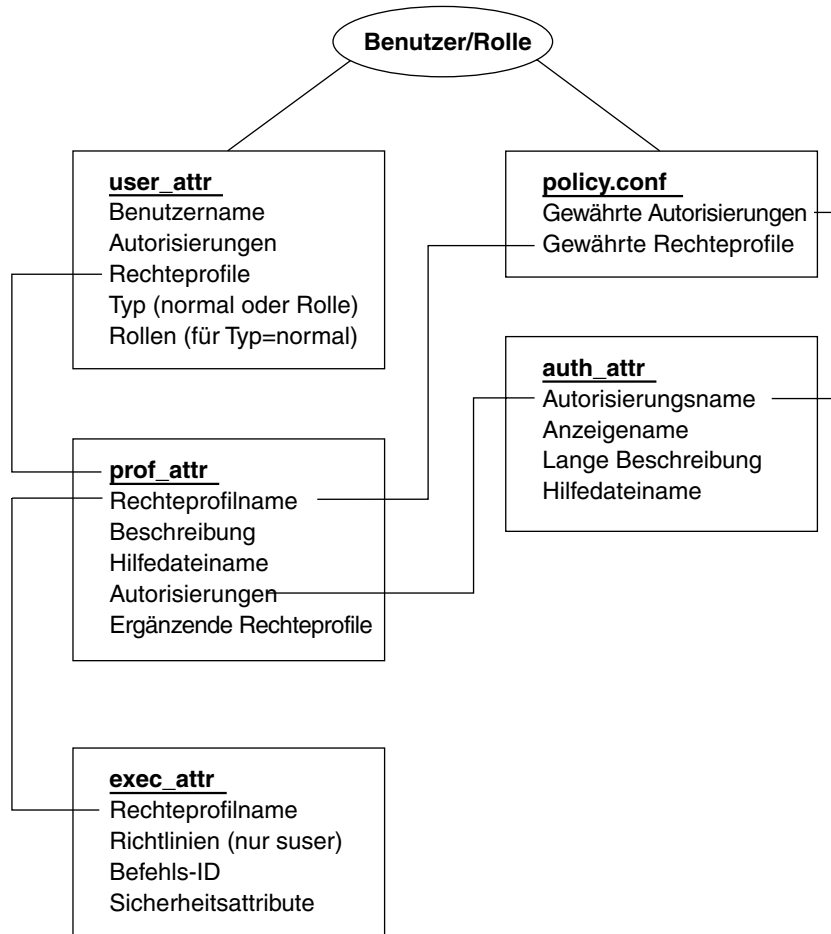 Benutzer/Rolle
user_attr
Benutzername
Autorisierungen
Rechteprofile
Typ (normal oder Rolle)
Rollen (für Typ=normal)
policy.conf
Gewährte Autorisierungen
Gewährte Rechteprofile
auth_attr
Autorisierungsname
Anzeigename
Lange Beschreibung
Hilfedateiname
prof_attr
Rechteprofilname
Beschreibung
Hilfedateiname
Autorisierungen
Ergänzende Rechteprofile
exec_attr
Rechteprofilname
Richtlinien (nur suser)
Befehls-ID
Sicherheitsattribute